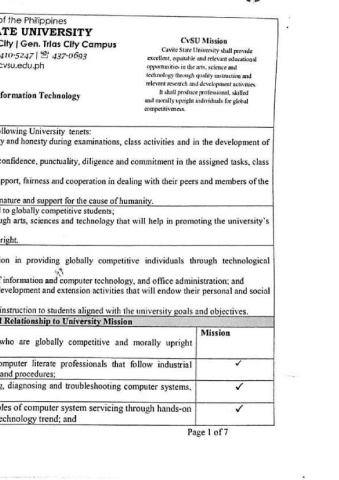 of the Philippines
TE UNIVERSITY
City | Gen. Trias City Campus
410-5247 | 437-0693
cvsu.edu.ph
CvSU Mission
Cavite State University shall provide
excellent, equitable and relevant educational
opportunities in the arts, science and
technology through quality instruction and
relevant research and development activities.
It shall produce professional, skilled
and morally upright individuals for global
competitiveness.
formation Technology
llowing University tenets:
y and honesty during examinations, class activities and in the development of
confidence, punctuality, diligence and commitment in the assigned tasks, class
pport, fairness and cooperation in dealing with their peers and members of the
nature and support for the cause of humanity.
to globally competitive students;
ugh arts, sciences and technology that will help in promoting the university's
right.
ion in providing globally competitive individuals through technological
information and computer technology, and office administration; and
evelopment and extension activities that will endow their personal and social
instruction to students aligned with the university goals and objectives.
Relationship to University Mission
Mission
who are globally competitive and morally upright
omputer literate professionals that follow industrial ✓
and procedures;
g, diagnosing and troubleshooting computer systems, ✓
les of computer system servicing through hands-on ✓
echnology trend; and
Page 1 of 7